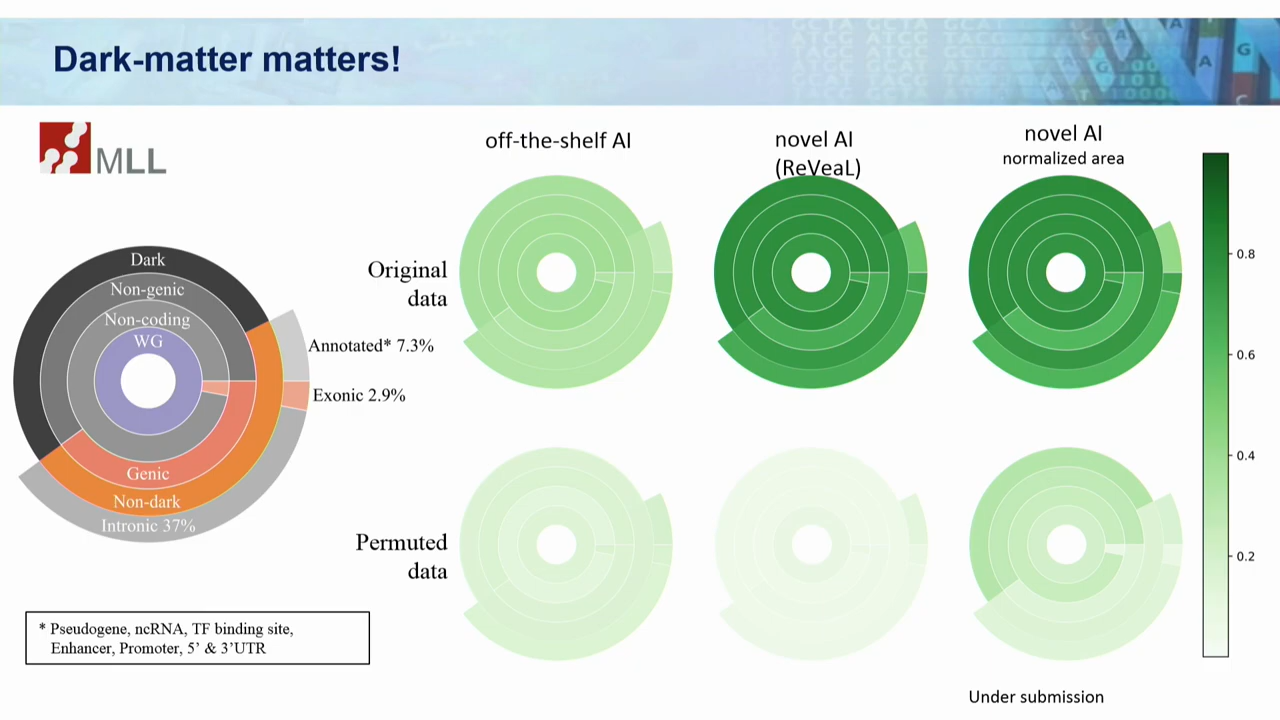 Dark-matter matters!
MLL
off-the-shelf AI
novel AI
(ReVeaL)
novel AI
normalized area
Original
data
Permuted
data
Dark
Non-genic
Non-coding
WG
Annotated* 7.3%
Exonic 2.9%
Genic
Non-dark
Intronic 37%
0.8
0.6
0.4
0.2
* Pseudogene, ncRNA, TF binding site,
Enhancer, Promoter, 5’ & 3’UTR
Under submission